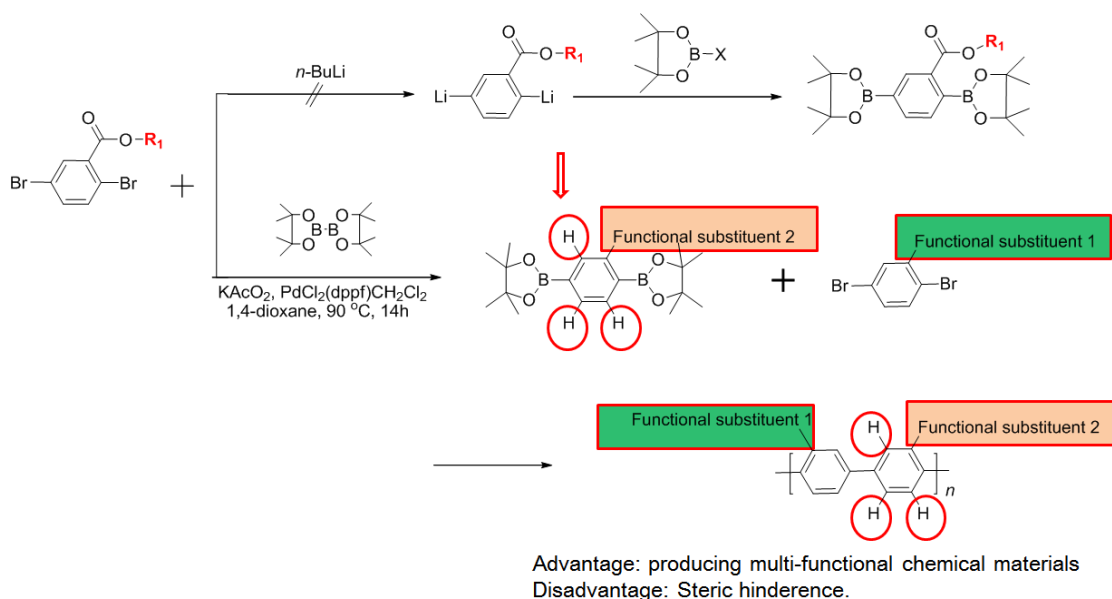 O
O
R₁
n-BuLi
Li
Li
O
O
R₁
O
B-X
O
O
O
R₁
O
B
O
O
B
O
O
O
R₁
Br
Br
+
O
B-B
O
O
O
KAcO₂, PdCl₂(dppf)CH₂Cl₂
1,4-dioxane, 90 °C, 14h
H
Functional substituent 2
O
B
O
O
B
O
H
H
+
Functional substituent 1
Br
Br
Functional substituent 1
H
Functional substituent 2
n
H
H
Advantage: producing multi-functional chemical materials
Disadvantage: Steric hinderence.